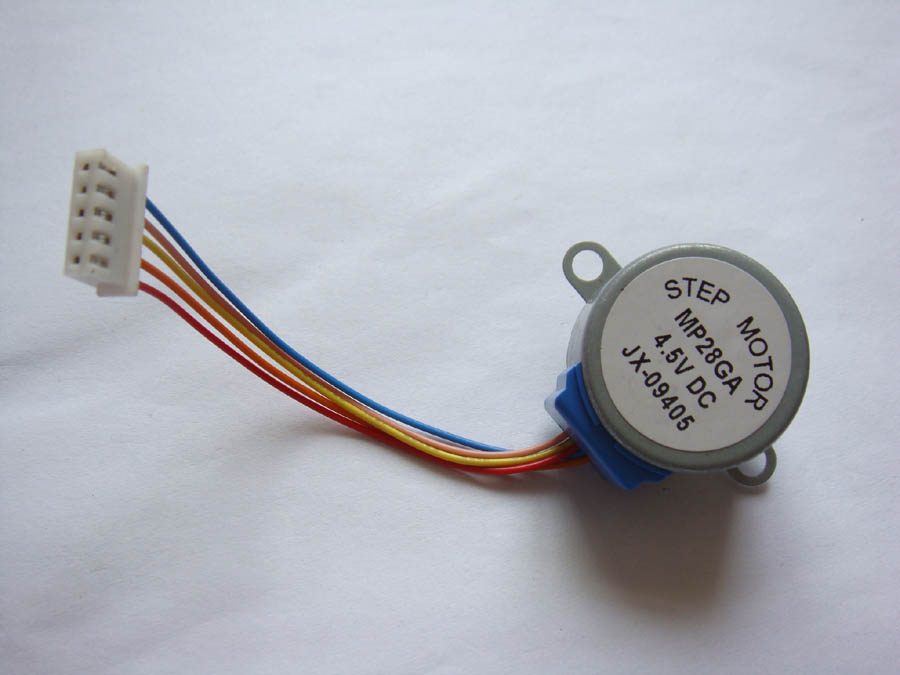 STEP MOTOR
MP28GA
4.5V DC
JX-09405